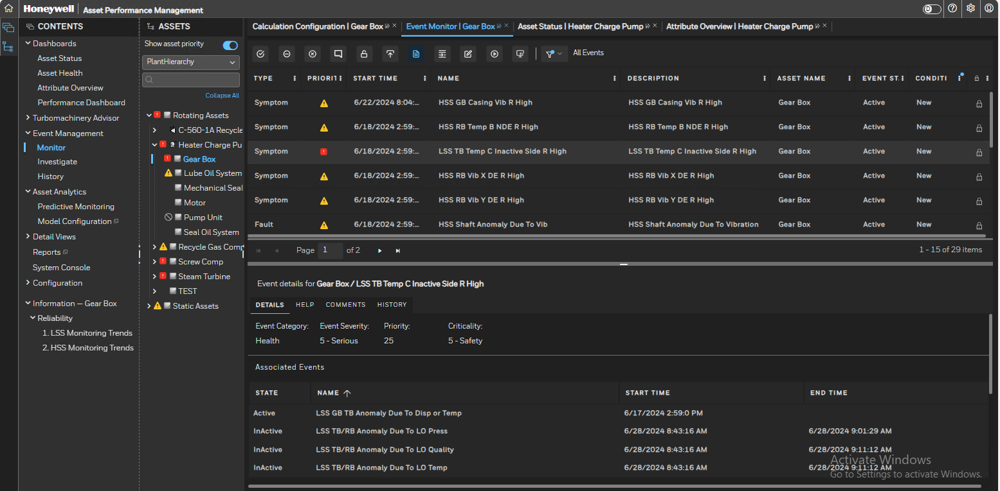 Honeywell | Asset Performance Management
CONTENTS
Dashboards
Asset Status
Asset Health
Attribute Overview
Performance Dashboard
Turbomachinery Advisor
Event Management
Monitor
Investigate
History
Asset Analytics
Predictive Monitoring
Model Configuration
Detail Views
Reports
System Console
Configuration
Information — Gear Box
Reliability
1. LSS Monitoring Trends
2. HSS Monitoring Trends
ASSETS
Show asset priority
PlantHierarchy
Collapse All
Rotating Assets
C-560-1A Recycle
Heater Charge Pu
Gear Box
Lube Oil System
Mechanical Seal
Motor
Pump Unit
Seal Oil System
Recycle Gas Comp
Screw Comp
Steam Turbine
TEST
Static Assets
Calculation Configuration | Gear Box Event Monitor | Gear Box Asset Status | Heater Charge Pump Attribute Overview | Heater Charge Pump
All Events
TYPE PRIORIT START TIME NAME DESCRIPTION ASSET NAME EVENT ST. CONDITI
Symptom 6/22/2024 8:04:... HSS GB Casing Vib R High HSS GB Casing Vib R High Gear Box Active New
Symptom 6/18/2024 2:59:... HSS RB Temp B NDE R High HSS RB Temp B NDE R High Gear Box Active New
Symptom 6/18/2024 2:59:... LSS TB Temp C Inactive Side R High LSS TB Temp C Inactive Side R High Gear Box Active New
Symptom 6/18/2024 2:59:... HSS RB Vib X DE R High HSS RB Vib X DE R High Gear Box Active New
Symptom 6/18/2024 2:59:... HSS RB Vib Y DE R High HSS RB Vib Y DE R High Gear Box Active New
Fault 6/18/2024 2:59:... HSS Shaft Anomaly Due To Vib HSS Shaft Anomaly Due To Vibration Gear Box Active New
Page 1 of 2 1 - 15 of 29 items
Event details for Gear Box / LSS TB Temp C Inactive Side R High
DETAILS HELP COMMENTS HISTORY
Event Category: Event Severity: Priority: Criticality:
Health 5 - Serious 25 5 - Safety
Associated Events
STATE NAME START TIME END TIME
Active LSS GB TB Anomaly Due To Disp or Temp 6/17/2024 2:59:0 PM
InActive LSS TB/RB Anomaly Due To LO Press 6/28/2024 8:43:16 AM 6/28/2024 9:01:29 AM
InActive LSS TB/RB Anomaly Due To LO Quality 6/28/2024 8:43:16 AM 6/28/2024 9:11:12 AM
InActive LSS TB/RB Anomaly Due To LO Temp 6/28/2024 8:43:16 AM 6/28/2024 9:11:12 AM
Activate Windows
Go to Settings to activate Windows.